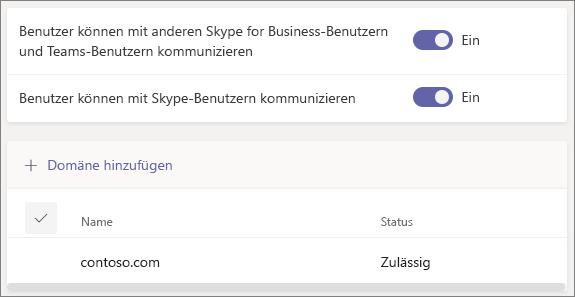 Benutzer können mit anderen Skype for Business-Benutzern
und Teams-Benutzern kommunizieren
Ein
Benutzer können mit Skype-Benutzern kommunizieren
Ein
Domäne hinzufügen
Name
Status
contoso.com
Zulässig